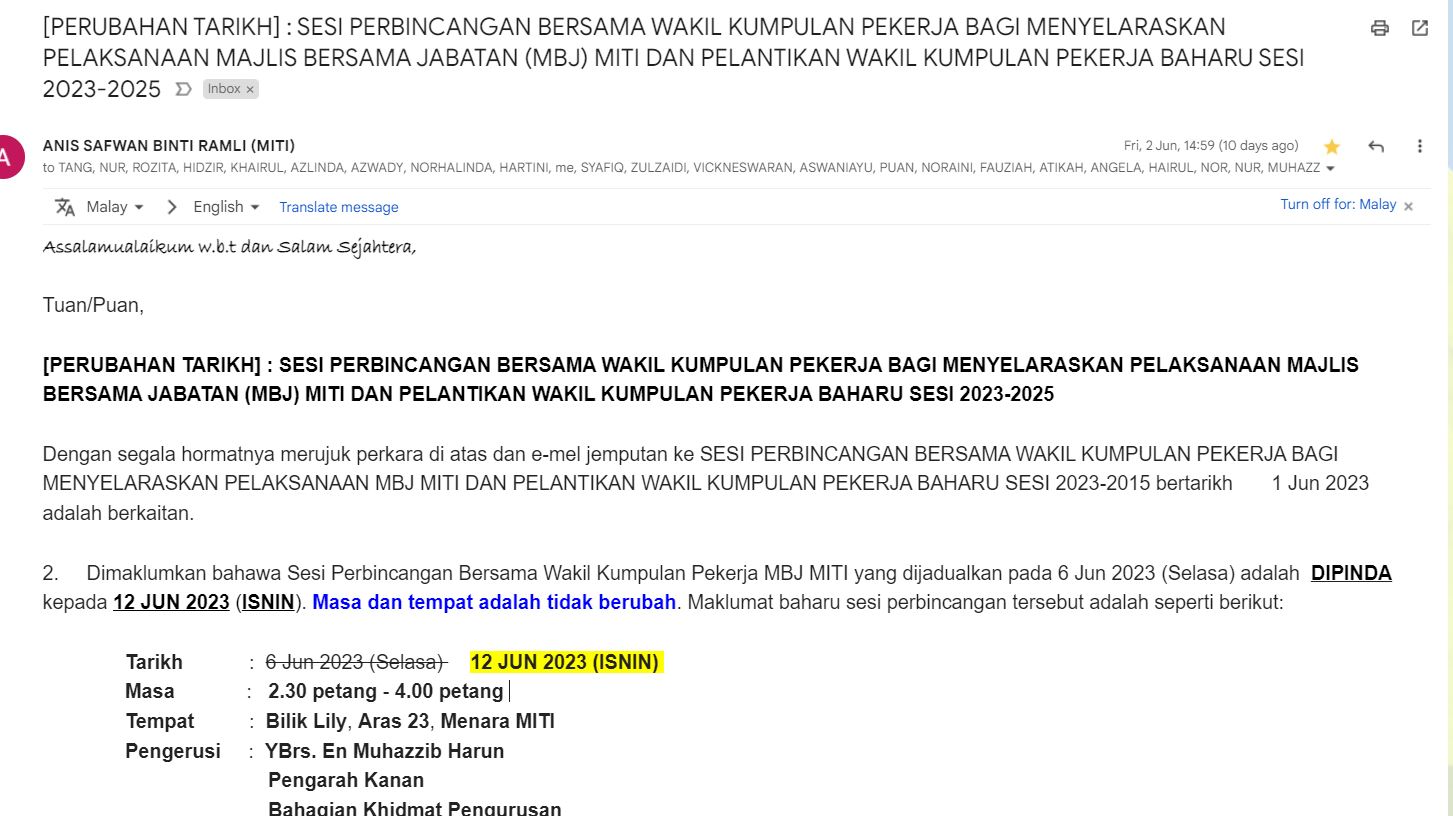 [PERUBAHAN TARIKH] : SESI PERBINCANGAN BERSAMA WAKIL KUMPULAN PEKERJA BAGI MENYELARASKAN
PELAKSANAAN MAJLIS BERSAMA JABATAN (MBJ) MITI DAN PELANTIKAN WAKIL KUMPULAN PEKERJA BAHARU SESI
2023-2025 Inbox ×
A
ANIS SAFWAN BINTI RAMLI (MITI) Fri, 2 Jun, 14:59 (10 days ago)
to TANG, NUR, ROZITA, HIDZIR, KHAIRUL, AZLINDA, AZWADY, NORHALINDA, HARTINI, me, SYAFIQ, ZULZAIDI, VICKNESWARAN, ASWANIAYU, PUAN, NORAINI, FAUZIAH, ATIKAH, ANGELA, HAIRUL, NOR, NUR, MUHAZZ
Malay English Translate message Turn off for: Malay ×
Assalamualaikum w.b.t dan Salam Sejahtera,
Tuan/Puan,
[PERUBAHAN TARIKH] : SESI PERBINCANGAN BERSAMA WAKIL KUMPULAN PEKERJA BAGI MENYELARASKAN PELAKSANAAN MAJLIS
BERSAMA JABATAN (MBJ) MITI DAN PELANTIKAN WAKIL KUMPULAN PEKERJA BAHARU SESI 2023-2025
Dengan segala hormatnya merujuk perkara di atas dan e-mel jemputan ke SESI PERBINCANGAN BERSAMA WAKIL KUMPULAN PEKERJA BAGI
MENYELARASKAN PELAKSANAAN MBJ MITI DAN PELANTIKAN WAKIL KUMPULAN PEKERJA BAHARU SESI 2023-2015 bertarikh 1 Jun 2023
adalah berkaitan.
2. Dimaklumkan bahawa Sesi Perbincangan Bersama Wakil Kumpulan Pekerja MBJ MITI yang dijadualkan pada 6 Jun 2023 (Selasa) adalah DIPINDA
kepada 12 JUN 2023 (ISNIN). Masa dan tempat adalah tidak berubah. Maklumat baharu sesi perbincangan tersebut adalah seperti berikut:
Tarikh : 6 Jun 2023 (Selasa) 12 JUN 2023 (ISNIN)
Masa : 2.30 petang - 4.00 petang
Tempat : Bilik Lily, Aras 23, Menara MITI
Pengerusi : YBrs. En Muhazzib Harun
Pengarah Kanan
Bahagian Khidmat Pengurusan